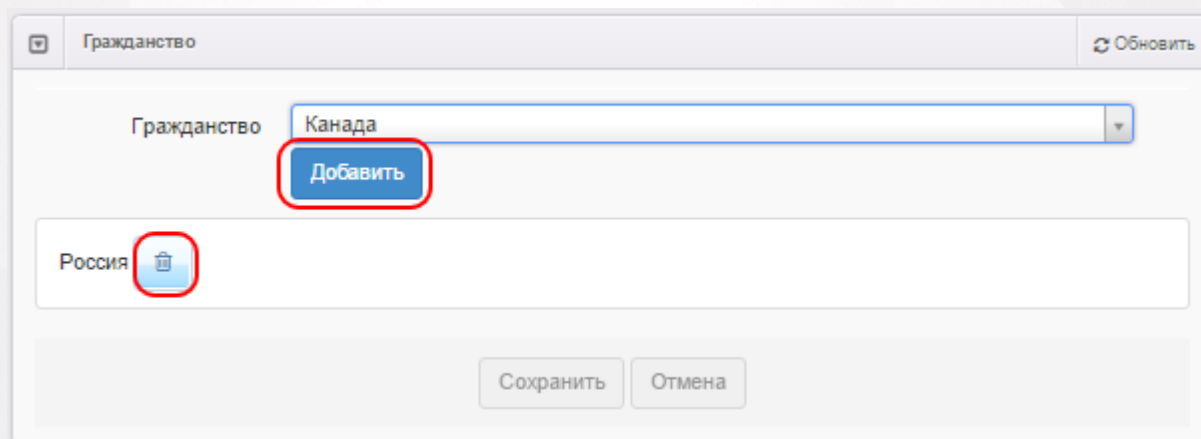 Гражданство Обновить
Гражданство Канада
Добавить
Россия
Сохранить Отмена